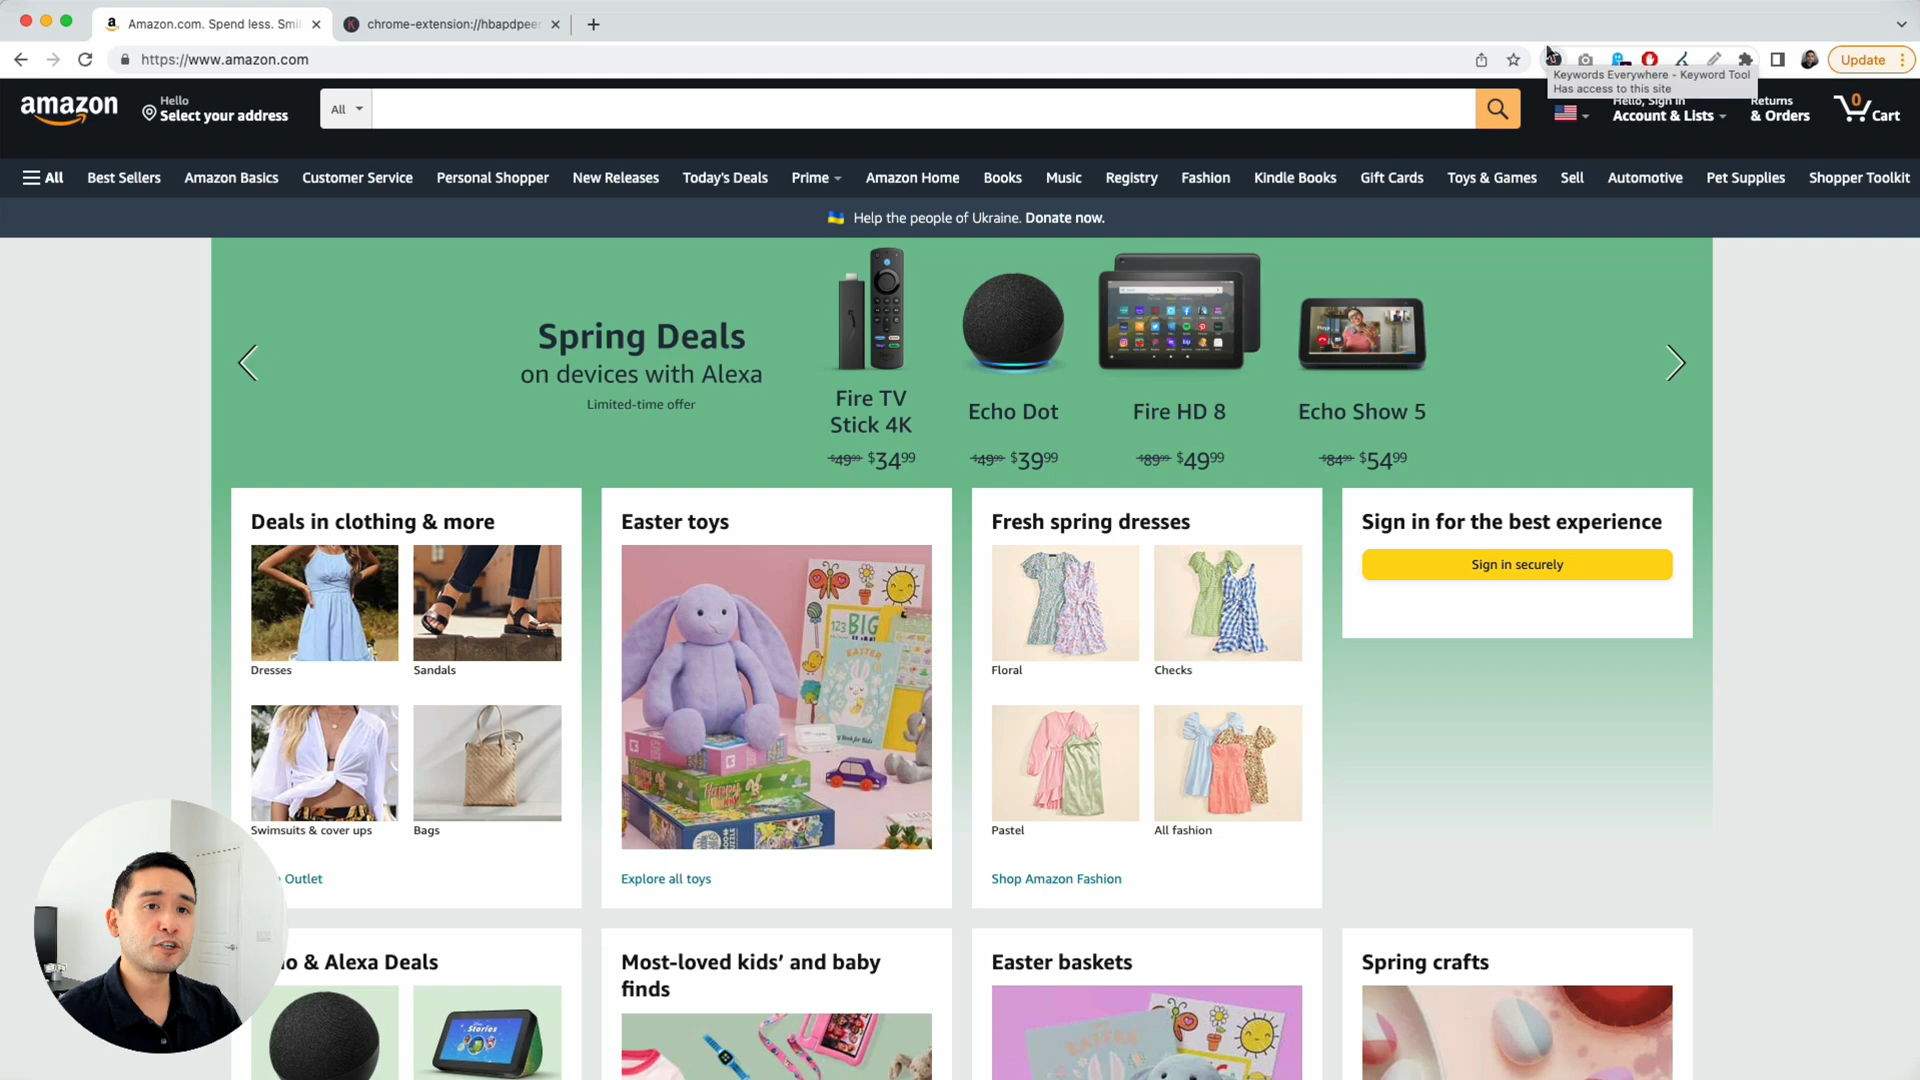 Amazon.com. Spend less. Smi
chrome-extension://hbapdpeer
https://www.amazon.com
Update
Keywords Everywhere - Keyword Tool
Has access to this site
amazon
Hello
Select your address
All
Hello, Sign in
Account & Lists
Returns
& Orders
0
Cart
All
Best Sellers
Amazon Basics
Customer Service
Personal Shopper
New Releases
Today's Deals
Prime
Amazon Home
Books
Music
Registry
Fashion
Kindle Books
Gift Cards
Toys & Games
Sell
Automotive
Pet Supplies
Shopper Toolkit
Help the people of Ukraine. Donate now.
Spring Deals
on devices with Alexa
Limited-time offer
Fire TV
Stick 4K
$49.99 $34.99
Echo Dot
$49.99 $39.99
Fire HD 8
$89.99 $49.99
Echo Show 5
$84.99 $54.99
Deals in clothing & more
Dresses
Sandals
Swimsuits & cover ups
Bags
Outlet
Easter toys
123 BIG
EASTER
Happy
Explore all toys
Fresh spring dresses
Floral
Checks
Pastel
All fashion
Shop Amazon Fashion
Sign in for the best experience
Sign in securely
o & Alexa Deals
Stories
Most-loved kids' and baby
finds
Easter baskets
EASTER
Spring crafts